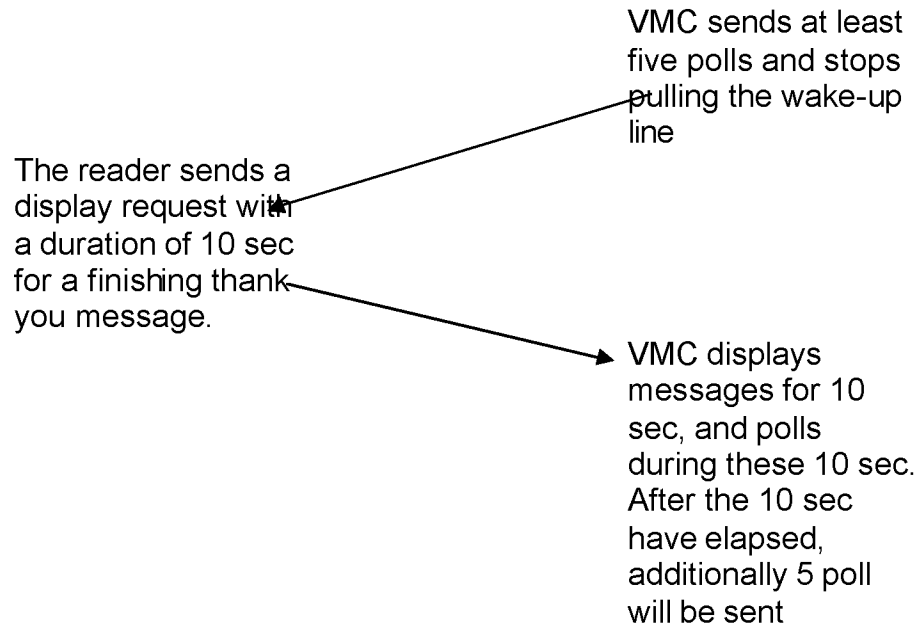 VMC sends at least
five polls and stops
pulling the wake-up
line
The reader sends a
display request with
a duration of 10 sec
for a finishing thank
you message.
VMC displays
messages for 10
sec, and polls
during these 10 sec.
After the 10 sec
have elapsed,
additionally 5 poll
will be sent